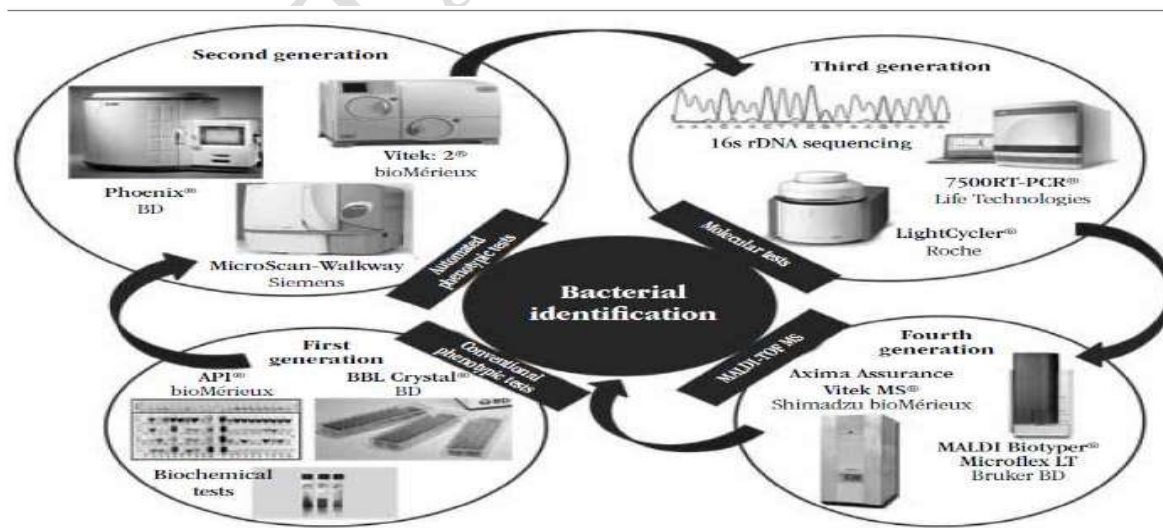 Second generation
Phoenix®
BD
Vitek: 2®
bioMérieux
MicroScan-Walkway
Siemens
Automated
phenotypic tests
Third generation
16s rDNA sequencing
7500RT-PCR®
Life Technologies
LightCycler®
Roche
Molecular tests
Bacterial
identification
First
generation
API®
bioMérieux
BBL Crystal®
BD
BD
Biochemical
tests
Conventional
phenotypic tests
MALDI-TOF MS
Fourth
generation
Axima Assurance
Vitek MS®
Shimadzu bioMérieux
MALDI Biotyper®
Microflex LT
Bruker BD